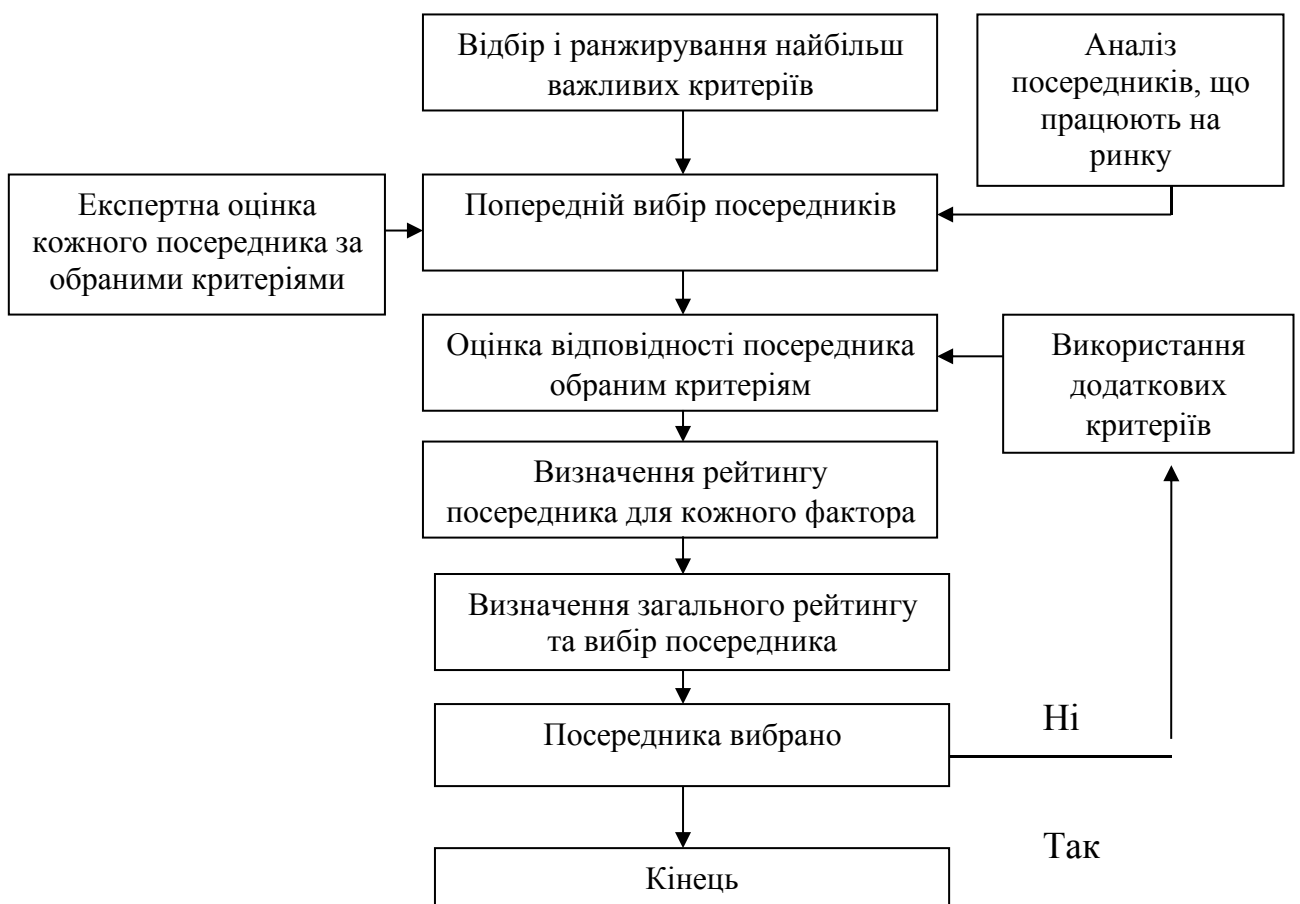 Відбір і ранжирування найбільш
важливих критеріїв
Аналіз
посередників, що
працюють на
ринку
Експертна оцінка
кожного посередника за
обраними критеріями
Попередній вибір посередників
Оцінка відповідності посередника
обраним критеріям
Використання
додаткових
критеріїв
Визначення рейтингу
посередника для кожного фактора
Визначення загального рейтингу
та вибір посередника
Посередника вибрано
Ні
Так
Кінець